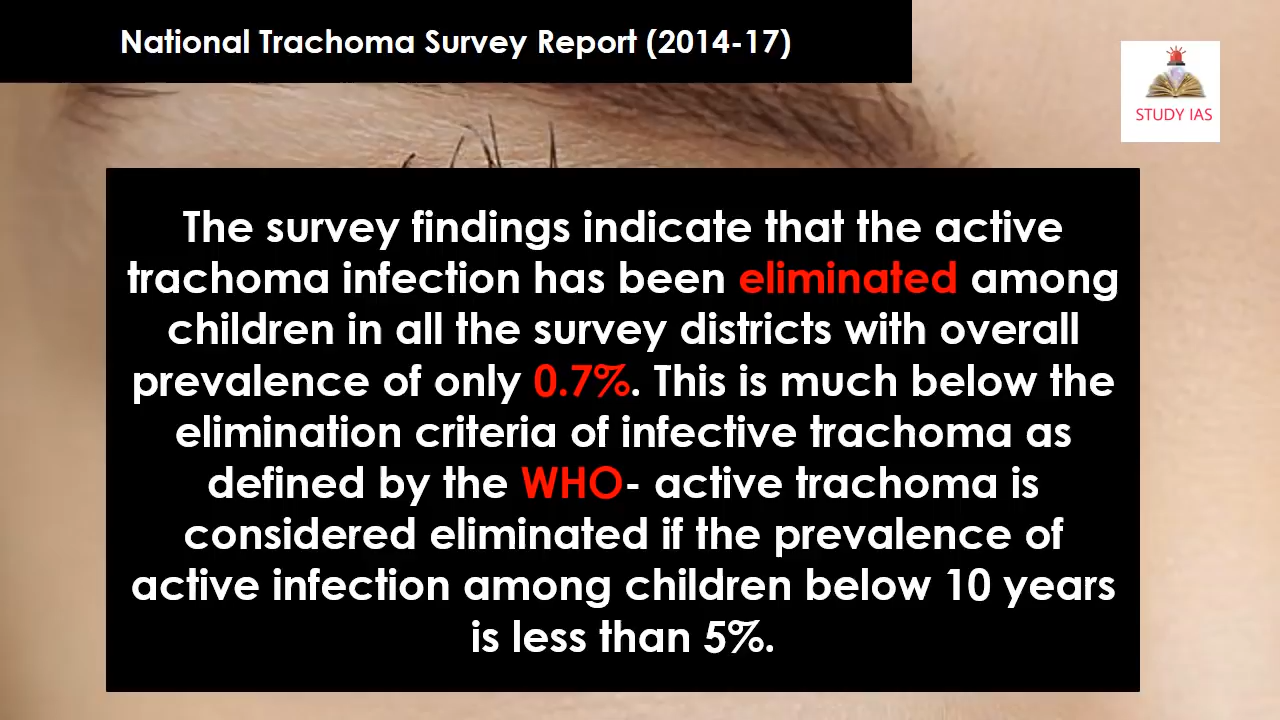 National Trachoma Survey Report (2014-17)
STUDY IAS
The survey findings indicate that the active
trachoma infection has been eliminated among
children in all the survey districts with overall
prevalence of only 0.7%. This is much below the
elimination criteria of infective trachoma as
defined by the WHO- active trachoma is
considered eliminated if the prevalence of
active infection among children below 10 years
is less than 5%.